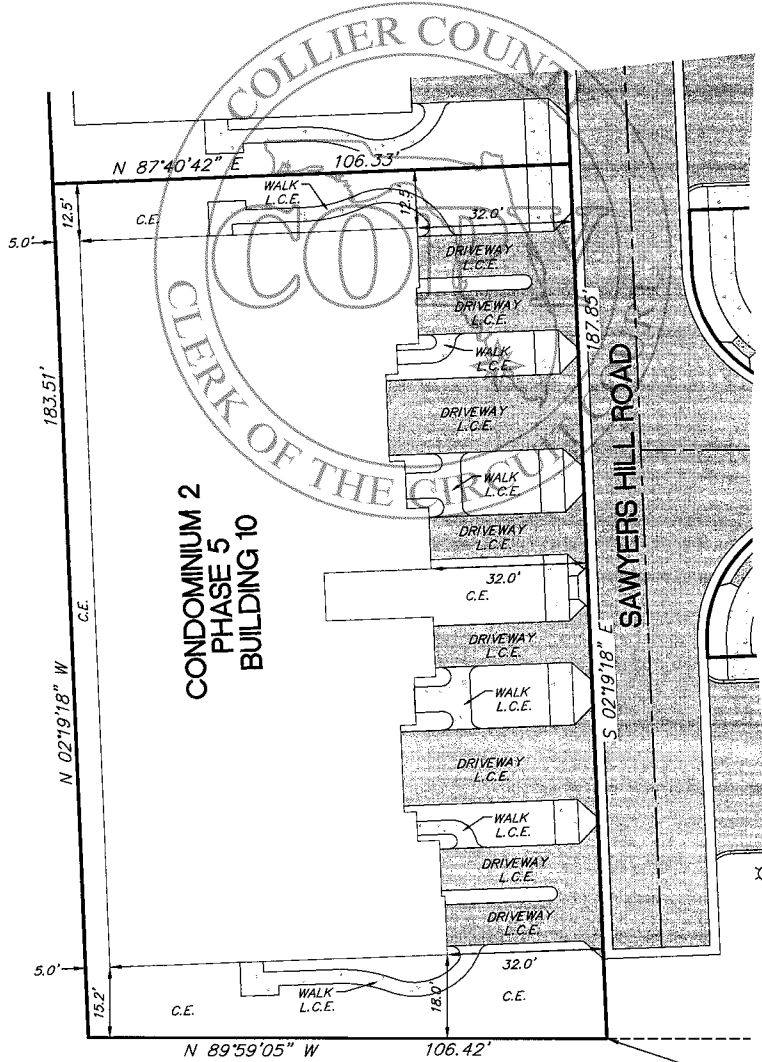 COLLIER COUNTY
N 87°40'42" E 106.33'
WALK
L.C.E.
C.E.
12.5'
5.0'
12.5'
32.0'
COPY
CLERK OF THE CIRCUIT
DRIVEWAY
L.C.E.
DRIVEWAY
L.C.E.
187.85'
WALK
L.C.E.
183.51'
DRIVEWAY
L.C.E.
SAWYERS HILL ROAD
WALK
L.C.E.
DRIVEWAY
L.C.E.
CONDOMINIUM 2
PHASE 5
BUILDING 10
32.0'
C.E.
C.E.
DRIVEWAY
L.C.E.
S 02°19'18" E
WALK
L.C.E.
N 02°19'18" W
DRIVEWAY
L.C.E.
WALK
L.C.E.
DRIVEWAY
L.C.E.
DRIVEWAY
L.C.E.
5.0'
32.0'
15.2'
C.E.
WALK
L.C.E.
18.0'
C.E.
N 89°59'05" W 106.42'